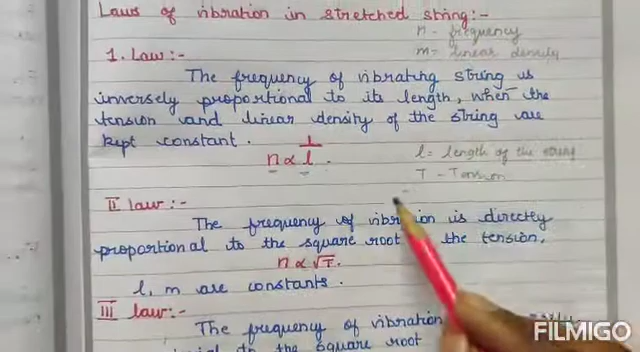 Laws of vibration in stretched string:-
n - frequency
m = linear density
1. Law:-
The frequency of vibrating string is
inversely proportional to its length, when the
tension and linear density of the string are
kept constant.
n ∝ 1/l.
l = length of the string
T - Tension
II law:-
The frequency of vibration is directly
proportional to the square root the tension.
n ∝ √T.
l, m are constants.
III law:-
The frequency of vibration
to the square root
FILMIGO